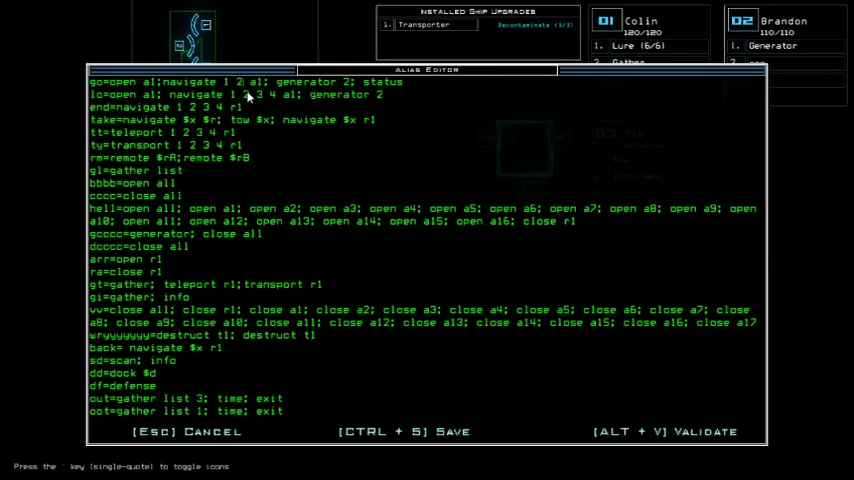 INSTALLED SHIP UPGRADES
1. Transporter Decontaminate (3/3)
01 Colin
120/120
1. Lure (6/6)
2. Gather
02 Brandon
110/110
1. Generator
1
2
ALIAS EDITOR
go=open a1;navigate 1 2 a1; generator 2; status
lo=open a1; navigate 1 2 3 4 a1; generator 2
end=navigate 1 2 3 4 r1
take=navigate $x $r; tow $x; navigate $x r1
tt=teleport 1 2 3 4 r1
ty=transport 1 2 3 4 r1
rm=remote $rA;remote $rB
gl=gather list
bbbb=open all
cccc=close all
hell=open all; open a1; open a2; open a3; open a4; open a5; open a6; open a7; open a8; open a9; open
a10; open a11; open a12; open a13; open a14; open a15; open a16; close r1
gcccc=generator; close all
dcccc=close all
arr=open r1
ra=close r1
gt=gather; teleport r1;transport r1
gi=gather; info
vv=close all; close r1; close a1; close a2; close a3; close a4; close a5; close a6; close a7; close
a8; close a9; close a10; close a11; close a12; close a13; close a14; close a15; close a16; close a17
wryyyyyy=destruct t1; destruct t1
back= navigate $x r1
sd=scan; info
dd=dock $d
df=defense
out=gather list 3; time; exit
oot=gather list 1; time; exit
[ESC] CANCEL [CTRL + S] SAVE [ALT + V] VALIDATE
Press the ` key (single-quote) to toggle icons